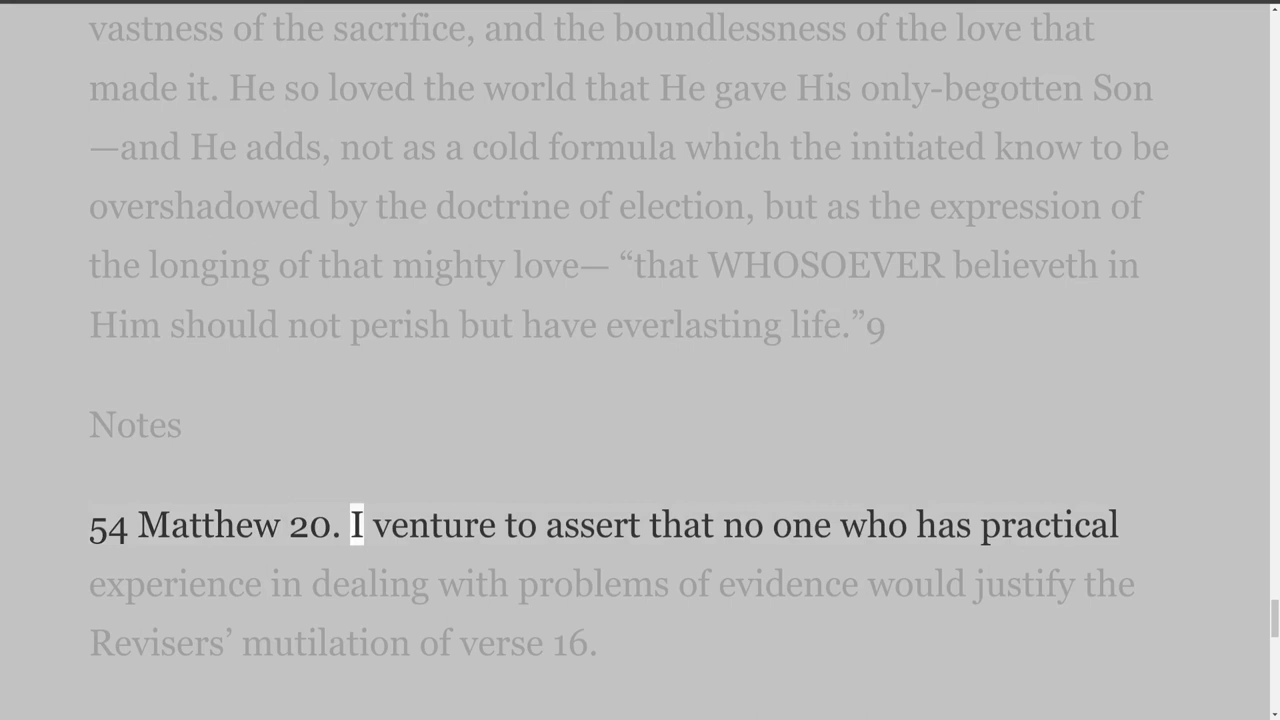 vastness of the sacrifice, and the boundlessness of the love that
made it. He so loved the world that He gave His only-begotten Son
—and He adds, not as a cold formula which the initiated know to be
overshadowed by the doctrine of election, but as the expression of
the longing of that mighty love— “that WHOSOEVER believeth in
Him should not perish but have everlasting life.”9
Notes
54 Matthew 20. I venture to assert that no one who has practical
experience in dealing with problems of evidence would justify the
Revisers’ mutilation of verse 16.